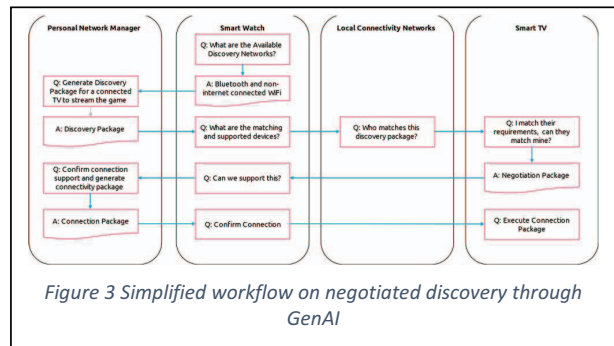 Personal Network Manager
Smart Watch
Local Connectivity Networks
Smart TV
Q: What are the Available
Discovery Networks?
Q: Generate Discovery
Package for a connected
TV to stream the game
A: Bluetooth and non-
internet connected WiFi
A: Discovery Package
Q: What are the matching
and supported devices?
Q: Who matches this
discovery package?
Q: I match their
requirements, can they
match mine?
Q: Confirm connection
support and generate
connectivity package
Q: Can we support this?
A: Negotiation Package
A: Connection Package
Q: Confirm Connection
Q: Execute Connection
Package
Figure 3 Simplified workflow on negotiated discovery through
GenAI